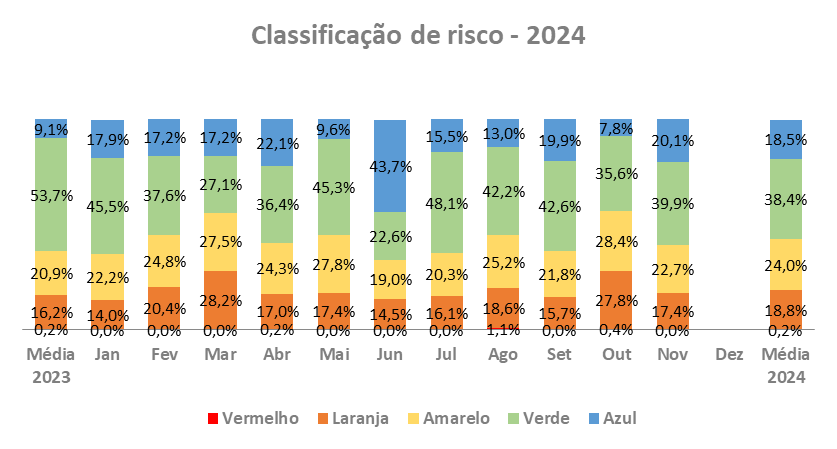 Classificação de risco - 2024
9,1% 17,9% 17,2% 17,2% 22,1% 9,6% 43,7% 15,5% 13,0% 19,9% 7,8% 20,1% 18,5%
53,7% 45,5% 37,6% 27,1% 36,4% 45,3% 22,6% 48,1% 42,2% 42,6% 35,6% 39,9% 38,4%
20,9% 22,2% 24,8% 27,5% 24,3% 27,8% 19,0% 20,3% 25,2% 21,8% 28,4% 22,7% 24,0%
16,2% 14,0% 20,4% 28,2% 17,0% 17,4% 14,5% 16,1% 18,6% 15,7% 27,8% 17,4% 18,8%
0,2% 0,0% 0,0% 0,0% 0,2% 0,0% 0,0% 0,0% 1,1% 0,0% 0,4% 0,0% 0,2%
Média Jan Fev Mar Abr Mai Jun Jul Ago Set Out Nov Dez Média
2023 2024
Vermelho Laranja Amarelo Verde Azul